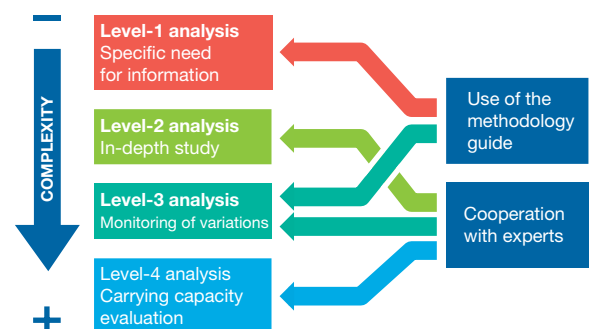 COMPLEXITY
Level-1 analysis
Specific need
for information
Level-2 analysis
In-depth study
Level-3 analysis
Monitoring of variations
Level-4 analysis
Carrying capacity
evaluation
Use of the
methodology
guide
Cooperation
with experts